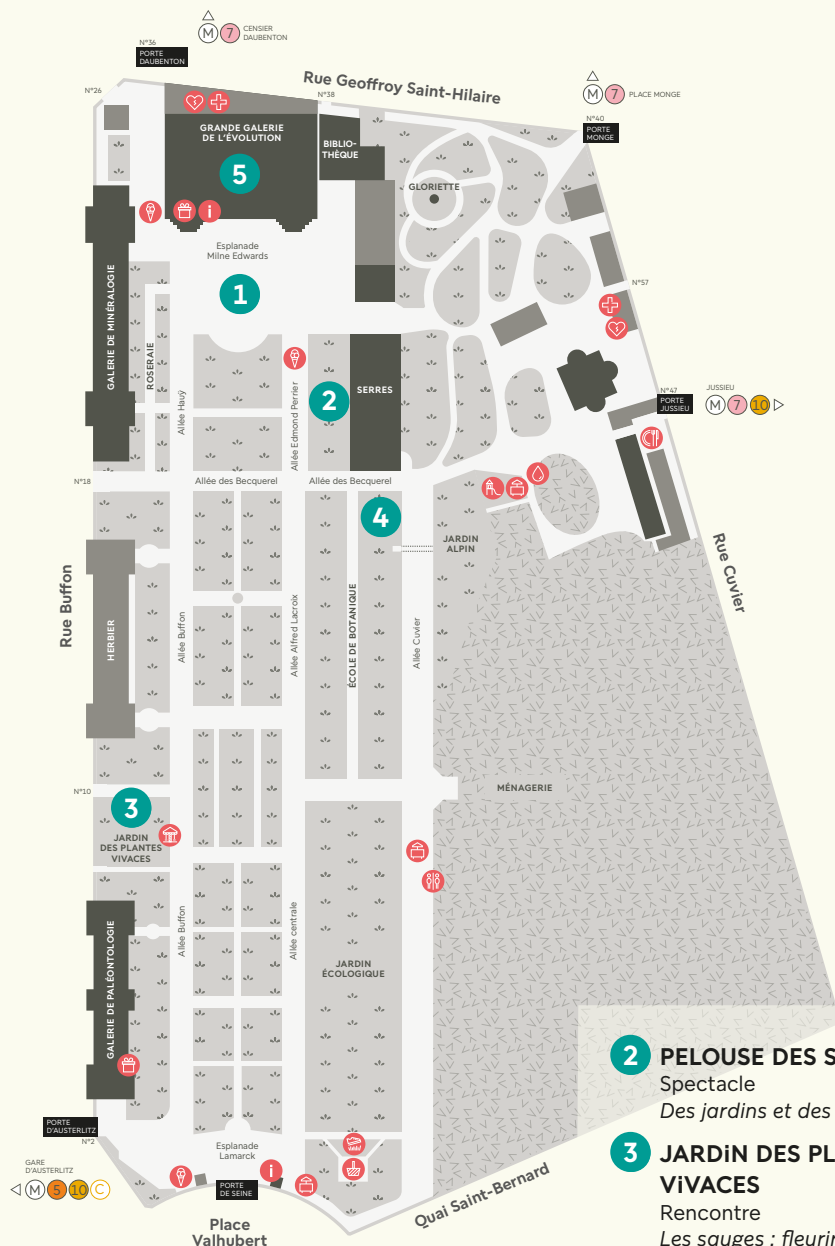 M 7 CENSIER
DAUBENTON
N°36
PORTE
DAUBENTON
N°26
N°38
Rue Geoffroy Saint-Hilaire
M 7 PLACE MONGE
N°40
PORTE
MONGE
GRANDE GALERIE
DE L'ÉVOLUTION
5
BIBLIO-
THÈQUE
GLORIETTE
i
Esplanade
Milne Edwards
1
N°57
GALERIE DE MINÉRALOGIE
ROSERAIE
Allée Haüy
Allée Edmond Perrier
2
SERRES
N°47
PORTE
JUSSIEU
JUSSIEU
M 7 10
N°18
Allée des Becquerel
Allée des Becquerel
4
JARDIN
ALPIN
Rue Cuvier
Rue Buffon
HERBIER
Allée Buffon
Allée Alfred Lacroix
ÉCOLE DE BOTANIQUE
Allée Cuvier
N°10
3
JARDIN
DES PLANTES
VIVACES
MÉNAGERIE
GALERIE DE PALÉONTOLOGIE
Allée Buffon
Allée centrale
JARDIN
ÉCOLOGIQUE
2 PELOUSE DES S
Spectacle
Des jardins et des
3 JARDiN DES PL
ViVACES
Rencontre
Les sauges : fleurir
PORTE
D'AUSTERLITZ
N°2
GARE
D'AUSTERLITZ
M 5 10 C
Esplanade
Lamarck
i
PORTE
DE SEINE
Place
Valhubert
Quai Saint-Bernard